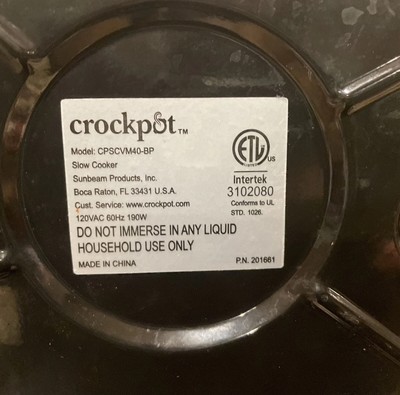 crockpot™
Model: CPSCVM40-BP
Slow Cooker
Sunbeam Products, Inc.
Boca Raton, FL 33431 U.S.A.
Cust. Service: www.crockpot.com
120VAC 60Hz 190W
DO NOT IMMERSE IN ANY LIQUID
HOUSEHOLD USE ONLY
MADE IN CHINA
ETL
US
Intertek
3102080
Conforms to UL
STD. 1026.
P.N. 201661